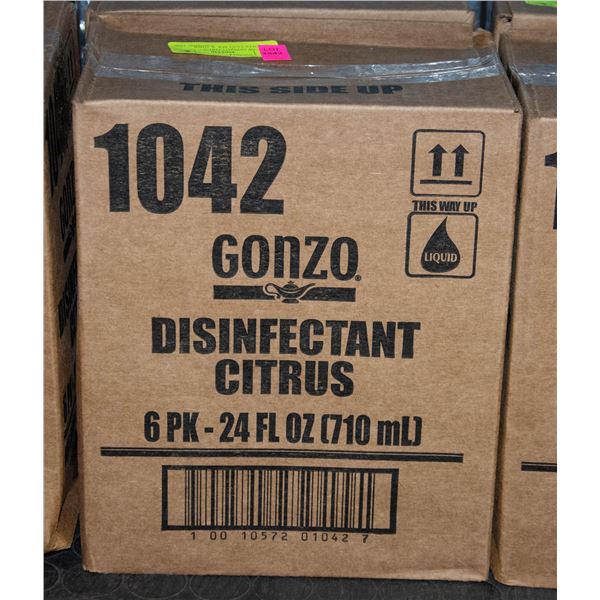 LOT
THIS SIDE UP
1042
THIS WAY UP
LIQUID
GONZO®
DISINFECTANT
CITRUS
6 PK - 24 FL OZ (710 mL)
1 00 10572 01042 7